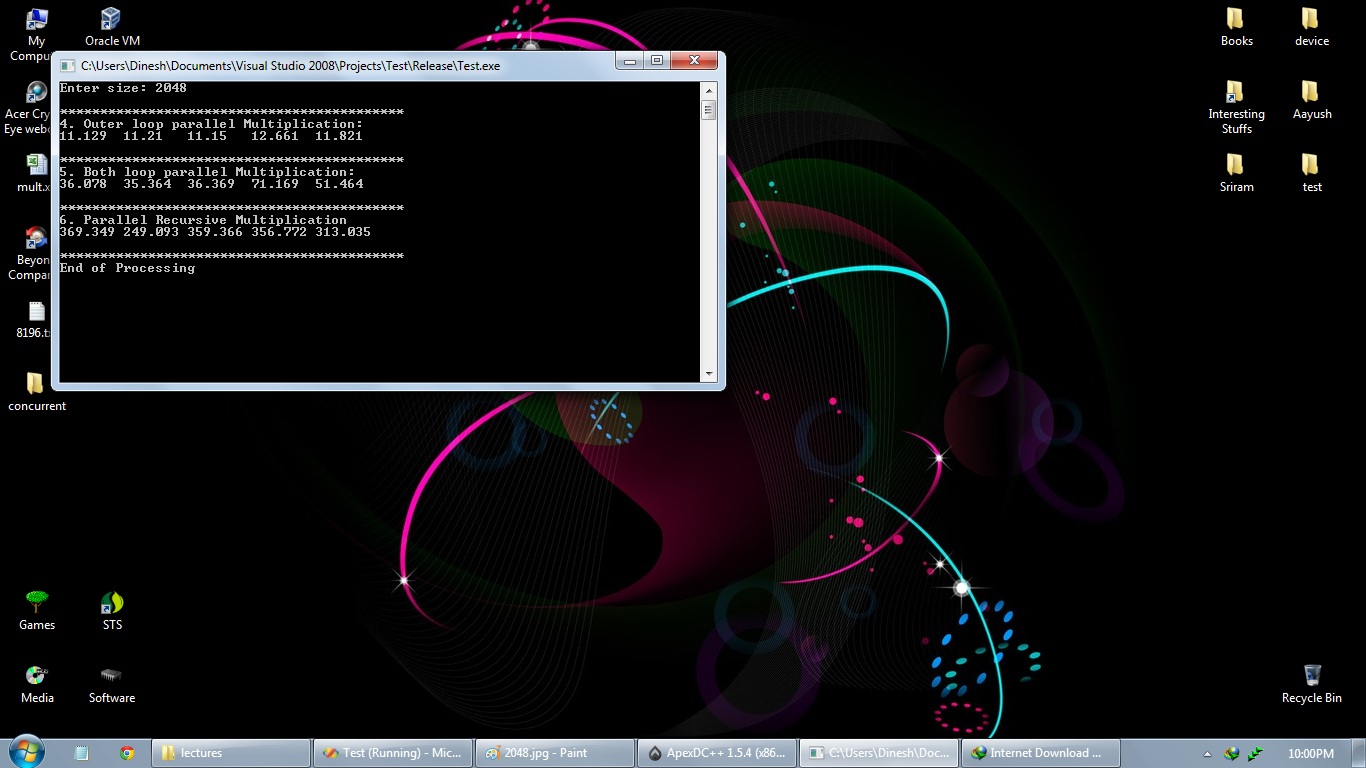 My
Compu
Oracle VM
Acer Cry
Eye webc
mult.x
Beyon
Compar
8196.tx
concurrent
Games
STS
Media
Software
C:\Users\Dinesh\Documents\Visual Studio 2008\Projects\Test\Release\Test.exe
Enter size: 2048
*******************************************
4. Outer loop parallel Multiplication:
11.129 11.21 11.15 12.661 11.821
*******************************************
5. Both loop parallel Multiplication:
36.078 35.364 36.369 71.169 51.464
*******************************************
6. Parallel Recursive Multiplication
369.349 249.093 359.366 356.772 313.035
*******************************************
End of Processing
Books
device
Interesting
Stuffs
Aayush
Sriram
test
Recycle Bin
lectures
Test (Running) - Mic...
2048.jpg - Paint
ApexDC++ 1.5.4 (x86...
C:\Users\Dinesh\Doc...
Internet Download ...
10:00PM